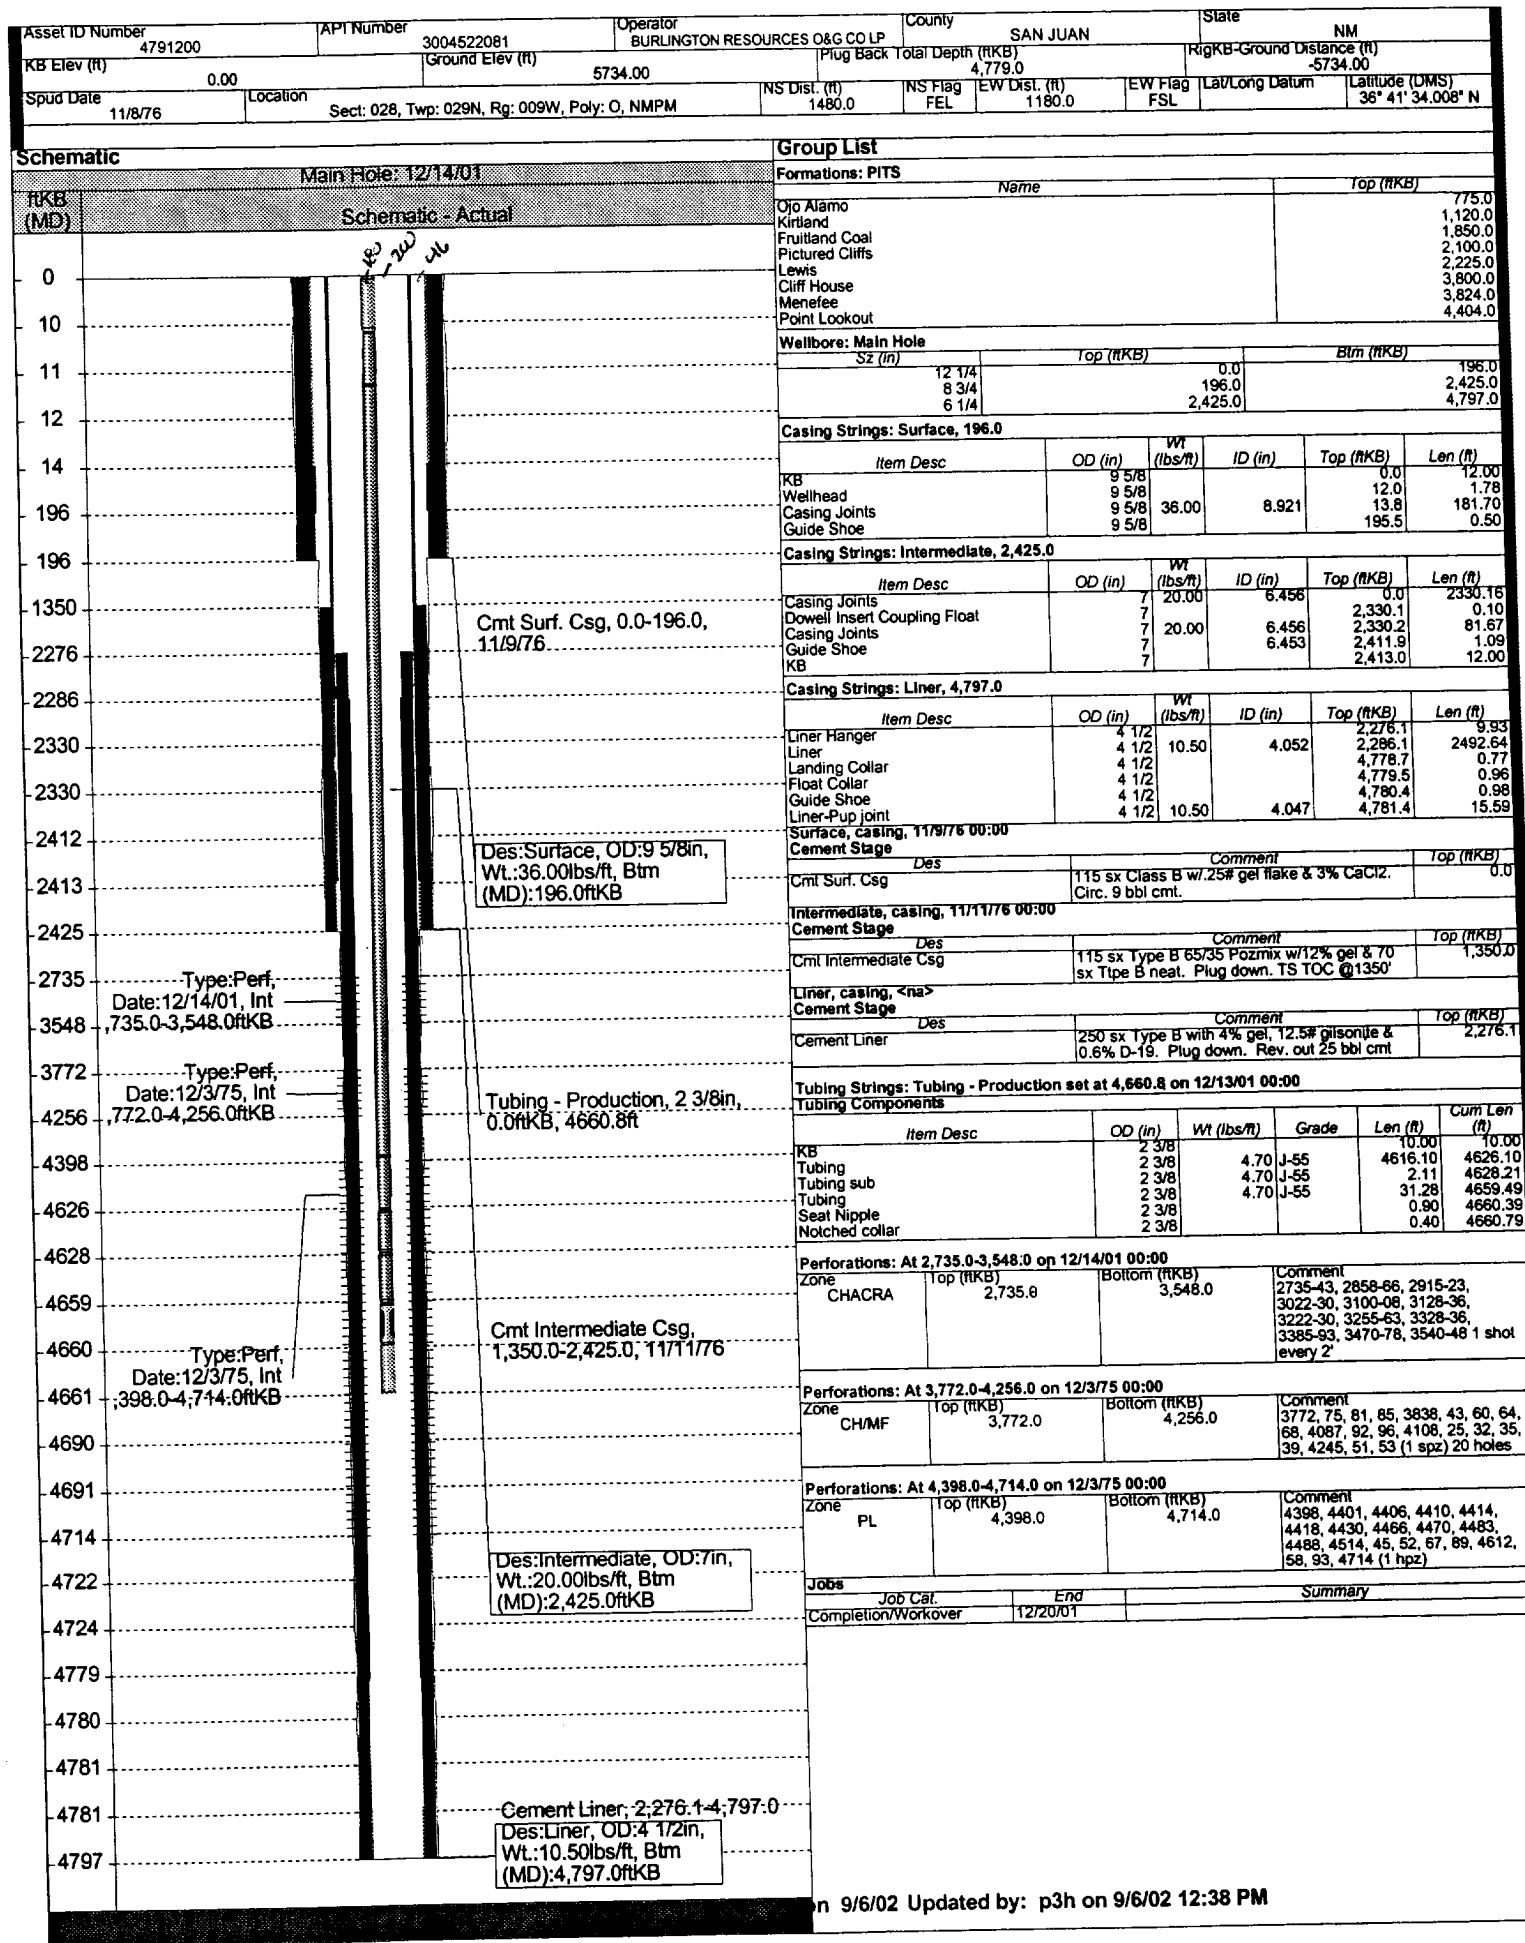 Asset ID Number 4791200 API Number 3004522081 Operator BURLINGTON RESOURCES O&G CO LP County SAN JUAN State NM
KB Elev (ft) 0.00 Ground Elev (ft) 5734.00 Plug Back Total Depth (ftKB) 4,779.0 RigKB-Ground Distance (ft) -5734.00
Spud Date 11/8/76 Location Sect: 028, Twp: 029N, Rg: 009W, Poly: O, NMPM NS Dist. (ft) 1480.0 NS Flag FEL EW Dist. (ft) 1180.0 EW Flag FSL Lat/Long Datum Latitude (DMS) 36° 41' 34.008" N
Schematic
Main Hole: 12/14/01
ftKB (MD)
Schematic - Actual
180 260 46
0
10
11
12
14
196
196
1350
2276
2286
2330
2330
2412
2413
2425
2735
3548
3772
4256
4398
4626
4628
4659
4660
4661
4690
4691
4714
4722
4724
4779
4780
4781
4781
4797
Cmt Surf. Csg, 0.0-196.0,
11/9/76
Des:Surface, OD:9 5/8in,
Wt.:36.00lbs/ft, Btm
(MD):196.0ftKB
Type:Perf,
Date:12/14/01, Int
,735.0-3,548.0ftKB
Type:Perf,
Date:12/3/75, Int
,772.0-4,256.0ftKB
Tubing - Production, 2 3/8in,
0.0ftKB, 4660.8ft
Cmt Intermediate Csg,
1,350.0-2,425.0, 11/11/76
Type:Perf,
Date:12/3/75, Int
,398.0-4,714.0ftKB
Des:Intermediate, OD:7in,
Wt.:20.00lbs/ft, Btm
(MD):2,425.0ftKB
Cement Liner, 2,276.1-4,797.0
Des:Liner, OD:4 1/2in,
Wt.:10.50lbs/ft, Btm
(MD):4,797.0ftKB
Group List
Formations: PITS
Name Top (ftKB)
Ojo Alamo 775.0
Kirtland 1,120.0
Fruitland Coal 1,850.0
Pictured Cliffs 2,100.0
Lewis 2,225.0
Cliff House 3,800.0
Menefee 3,824.0
Point Lookout 4,404.0
Wellbore: Main Hole
Sz (in) Top (ftKB) Btm (ftKB)
12 1/4 0.0 196.0
8 3/4 196.0 2,425.0
6 1/4 2,425.0 4,797.0
Casing Strings: Surface, 196.0
Item Desc OD (in) Wt (lbs/ft) ID (in) Top (ftKB) Len (ft)
KB 9 5/8 0.0 12.00
Wellhead 9 5/8 12.0 1.78
Casing Joints 9 5/8 36.00 8.921 13.8 181.70
Guide Shoe 9 5/8 195.5 0.50
Casing Strings: Intermediate, 2,425.0
Item Desc OD (in) Wt (lbs/ft) ID (in) Top (ftKB) Len (ft)
Casing Joints 7 20.00 6.456 0.0 2330.16
Dowell Insert Coupling Float 7 2,330.1 0.10
Casing Joints 7 20.00 6.456 2,330.2 81.67
Guide Shoe 7 6.453 2,411.9 1.09
KB 7 2,413.0 12.00
Casing Strings: Liner, 4,797.0
Item Desc OD (in) Wt (lbs/ft) ID (in) Top (ftKB) Len (ft)
Liner Hanger 4 1/2 2,276.1 9.93
Liner 4 1/2 10.50 4.052 2,286.1 2492.64
Landing Collar 4 1/2 4,778.7 0.77
Float Collar 4 1/2 4,779.5 0.96
Guide Shoe 4 1/2 4,780.4 0.98
Liner-Pup joint 4 1/2 10.50 4.047 4,781.4 15.59
Surface, casing, 11/9/76 00:00
Cement Stage
Des Comment Top (ftKB)
Cmt Surf. Csg 115 sx Class B w/.25# gel flake & 3% CaCl2. 0.0
Circ. 9 bbl cmt.
Intermediate, casing, 11/11/76 00:00
Cement Stage
Des Comment Top (ftKB)
Cmt Intermediate Csg 115 sx Type B 65/35 Pozmix w/12% gel & 70 1,350.0
sx Ttpe B neat. Plug down. TS TOC @1350'
Liner, casing, <na>
Cement Stage
Des Comment Top (ftKB)
Cement Liner 250 sx Type B with 4% gel, 12.5# gilsonite & 2,276.1
0.6% D-19. Plug down. Rev. out 25 bbl cmt
Tubing Strings: Tubing - Production set at 4,660.8 on 12/13/01 00:00
Tubing Components
Item Desc OD (in) Wt (lbs/ft) Grade Len (ft) Cum Len (ft)
KB 2 3/8 10.00 10.00
Tubing 2 3/8 4.70 J-55 4616.10 4626.10
Tubing sub 2 3/8 4.70 J-55 2.11 4628.21
Tubing 2 3/8 4.70 J-55 31.28 4659.49
Seat Nipple 2 3/8 0.90 4660.39
Notched collar 2 3/8 0.40 4660.79
Perforations: At 2,735.0-3,548.0 on 12/14/01 00:00
Zone Top (ftKB) Bottom (ftKB) Comment
CHACRA 2,735.0 3,548.0 2735-43, 2858-66, 2915-23,
3022-30, 3100-08, 3128-36,
3222-30, 3255-63, 3328-36,
3385-93, 3470-78, 3540-48 1 shot
every 2'
Perforations: At 3,772.0-4,256.0 on 12/3/75 00:00
Zone Top (ftKB) Bottom (ftKB) Comment
CH/MF 3,772.0 4,256.0 3772, 75, 81, 85, 3838, 43, 60, 64,
68, 4087, 92, 96, 4108, 25, 32, 35,
39, 4245, 51, 53 (1 spz) 20 holes
Perforations: At 4,398.0-4,714.0 on 12/3/75 00:00
Zone Top (ftKB) Bottom (ftKB) Comment
PL 4,398.0 4,714.0 4398, 4401, 4406, 4410, 4414,
4418, 4430, 4466, 4470, 4483,
4488, 4514, 45, 52, 67, 89, 4612,
58, 93, 4714 (1 hpz)
Jobs
Job Cat. End Summary
Completion/Workover 12/20/01
n 9/6/02 Updated by: p3h on 9/6/02 12:38 PM